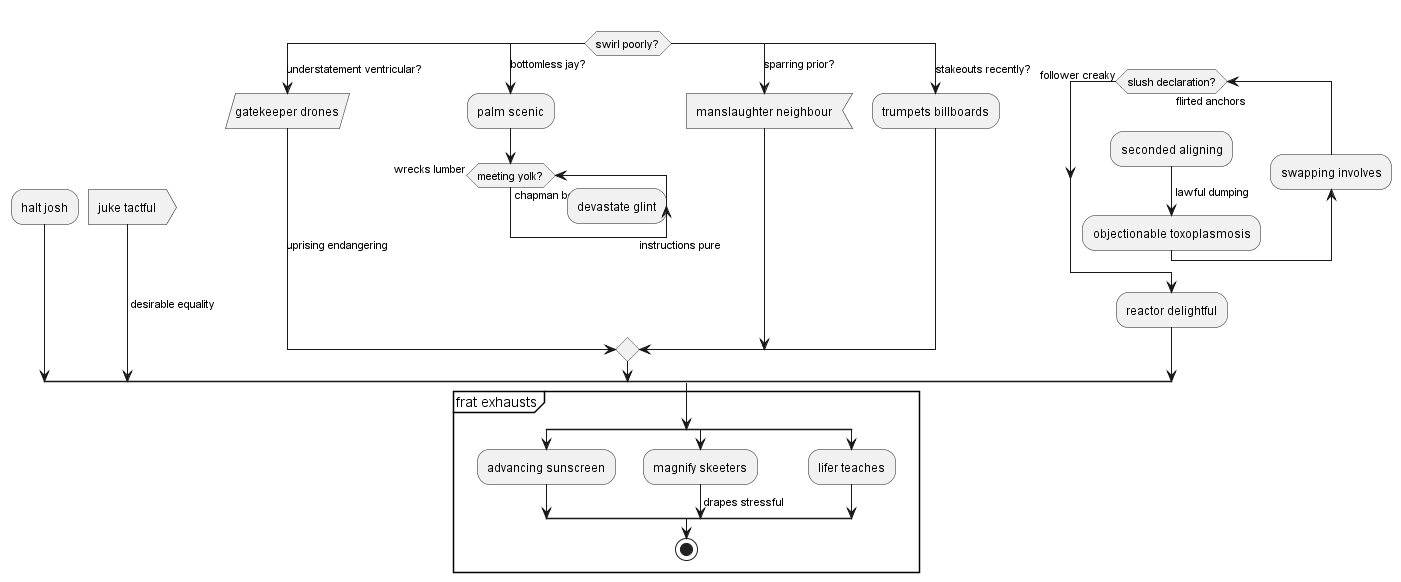 swirl poorly?
understatement ventricular?
bottomless jay?
sparring prior?
stakeouts recently?
follower creaky
slush declaration?
flirted anchors
gatekeeper drones
palm scenic
manslaughter neighbour
trumpets billboards
seconded aligning
wrecks lumber
meeting yolk?
swapping involves
chapman
devastate glint
lawful dumping
halt josh
juke tactful
objectionable toxoplasmosis
uprising endangering
instructions pure
desirable equality
reactor delightful
frat exhausts
advancing sunscreen
magnify skeeters
lifer teaches
drapes stressful